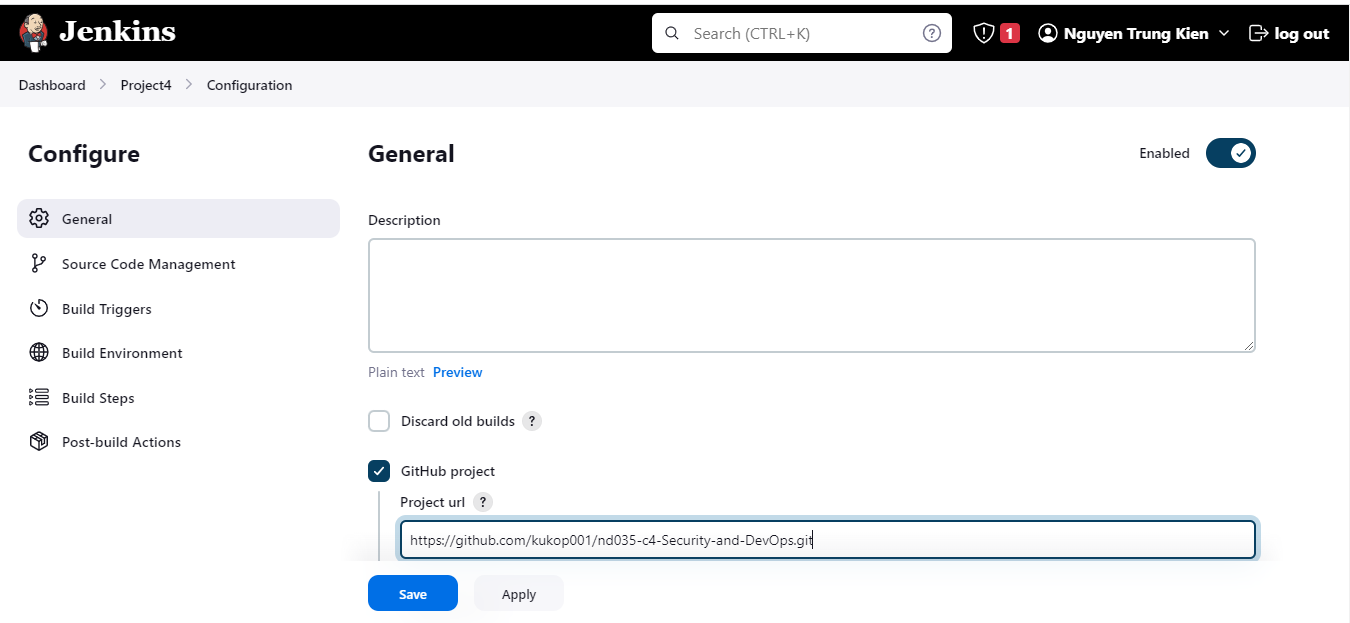 Jenkins
Search (CTRL+K)
?
1
Nguyen Trung Kien
log out
Dashboard
Project4
Configuration
Configure
General
Source Code Management
Build Triggers
Build Environment
Build Steps
Post-build Actions
General
Enabled
Description
Plain text Preview
Discard old builds ?
GitHub project
Project url ?
https://github.com/kukop001/nd035-c4-Security-and-DevOps.git
Save
Apply